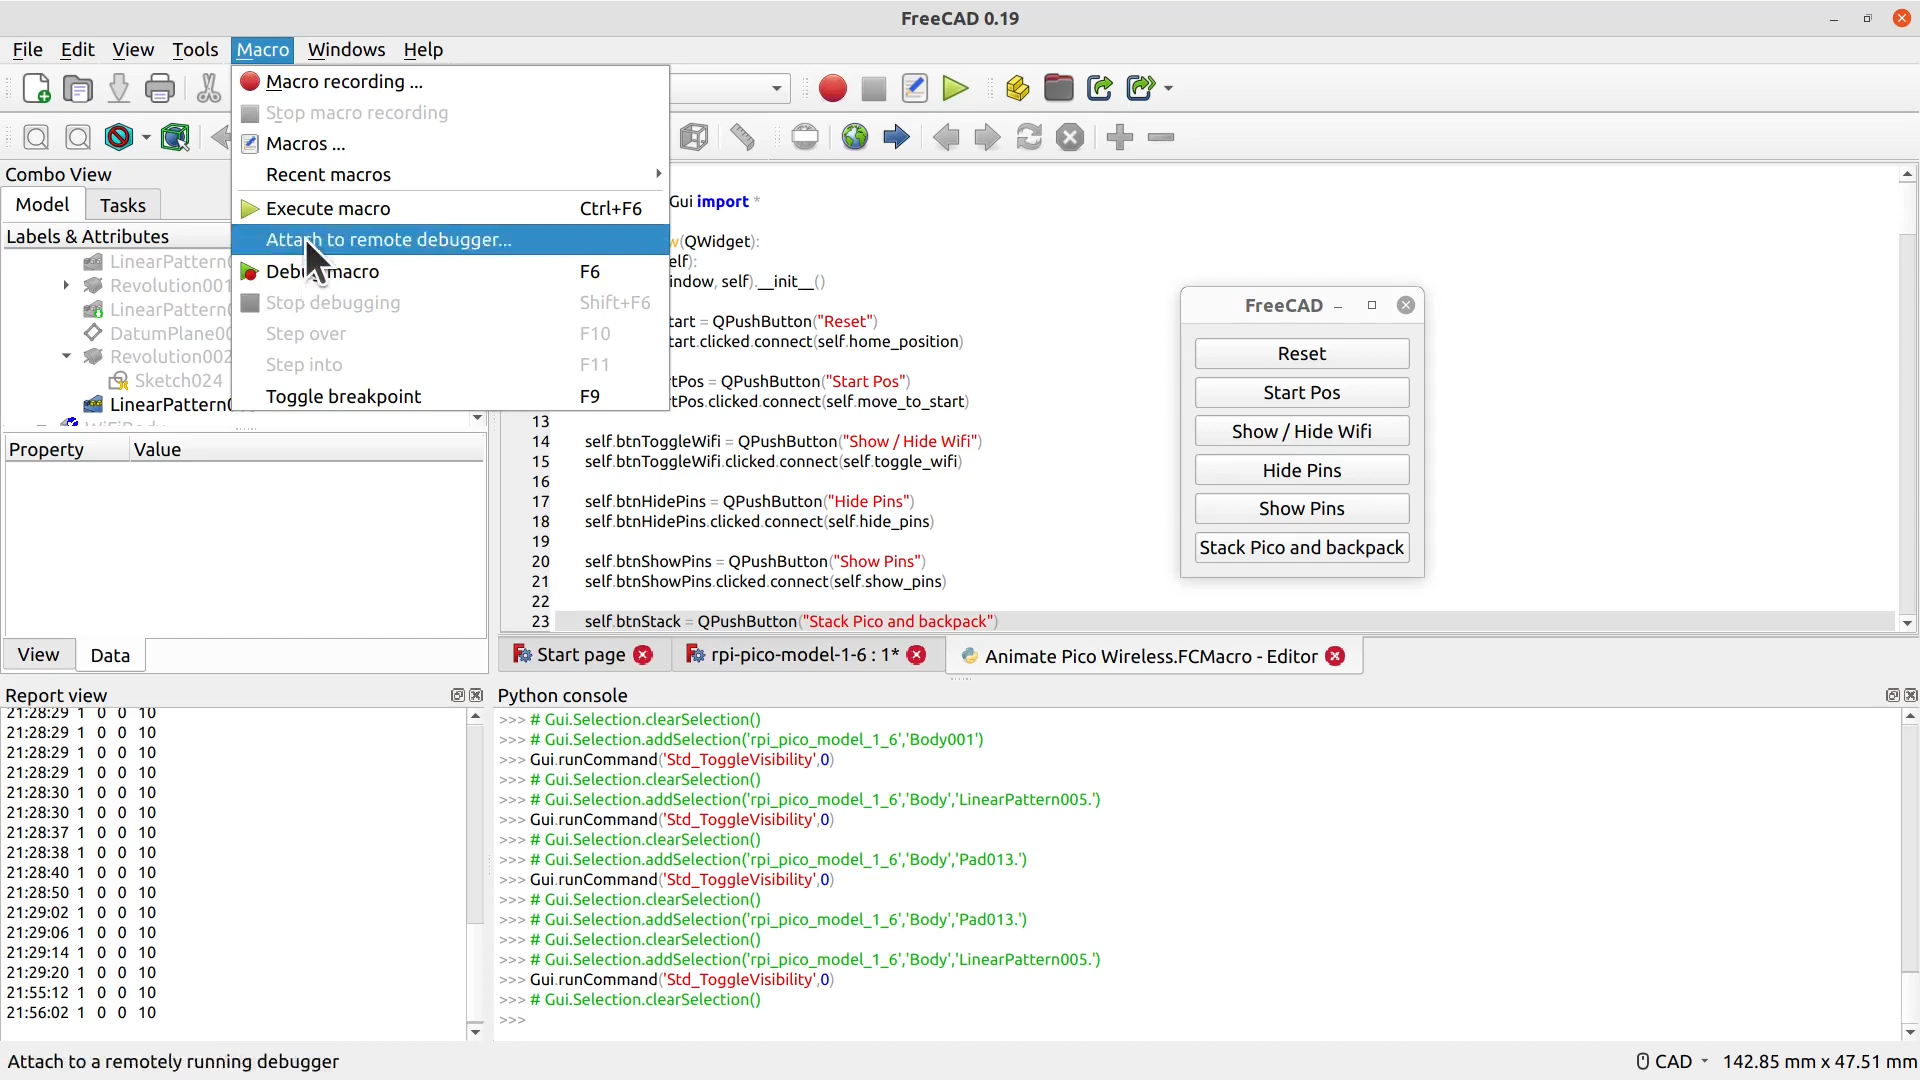 FreeCAD 0.19
File Edit View Tools Macro Windows Help
Macro recording ...
Stop macro recording
Macros ...
Recent macros
Execute macro Ctrl+F6
Attach to remote debugger...
Debug macro F6
Stop debugging Shift+F6
Step over F10
Step into F11
Toggle breakpoint F9
Combo View
Model Tasks
Labels & Attributes
LinearPattern0
Revolution001
LinearPattern0
DatumPlane00
Revolution002
Sketch024
LinearPattern0
Property Value
View Data
Gui import *
w(QWidget):
elf):
indow, self).__init__()
tart = QPushButton("Reset")
tart.clicked.connect(self.home_position)
rtPos = QPushButton("Start Pos")
rtPos.clicked.connect(self.move_to_start)
13
14 self.btnToggleWifi = QPushButton("Show / Hide Wifi")
15 self.btnToggleWifi.clicked.connect(self.toggle_wifi)
16
17 self.btnHidePins = QPushButton("Hide Pins")
18 self.btnHidePins.clicked.connect(self.hide_pins)
19
20 self.btnShowPins = QPushButton("Show Pins")
21 self.btnShowPins.clicked.connect(self.show_pins)
22
23 self.btnStack = QPushButton("Stack Pico and backpack")
FreeCAD
Reset
Start Pos
Show / Hide Wifi
Hide Pins
Show Pins
Stack Pico and backpack
Start page rpi-pico-model-1-6 : 1* Animate Pico Wireless.FCMacro - Editor
Report view
21:28:29 1 0 0 10
21:28:29 1 0 0 10
21:28:29 1 0 0 10
21:28:29 1 0 0 10
21:28:30 1 0 0 10
21:28:30 1 0 0 10
21:28:37 1 0 0 10
21:28:38 1 0 0 10
21:28:40 1 0 0 10
21:28:50 1 0 0 10
21:29:02 1 0 0 10
21:29:06 1 0 0 10
21:29:14 1 0 0 10
21:29:20 1 0 0 10
21:55:12 1 0 0 10
21:56:02 1 0 0 10
Python console
>>> # Gui.Selection.clearSelection()
>>> # Gui.Selection.addSelection('rpi_pico_model_1_6','Body001')
>>> Gui.runCommand('Std_ToggleVisibility',0)
>>> # Gui.Selection.clearSelection()
>>> # Gui.Selection.addSelection('rpi_pico_model_1_6','Body','LinearPattern005.')
>>> Gui.runCommand('Std_ToggleVisibility',0)
>>> # Gui.Selection.clearSelection()
>>> # Gui.Selection.addSelection('rpi_pico_model_1_6','Body','Pad013.')
>>> Gui.runCommand('Std_ToggleVisibility',0)
>>> # Gui.Selection.clearSelection()
>>> # Gui.Selection.addSelection('rpi_pico_model_1_6','Body','Pad013.')
>>> # Gui.Selection.clearSelection()
>>> # Gui.Selection.addSelection('rpi_pico_model_1_6','Body','LinearPattern005.')
>>> Gui.runCommand('Std_ToggleVisibility',0)
>>> # Gui.Selection.clearSelection()
>>>
Attach to a remotely running debugger
CAD 142.85 mm x 47.51 mm